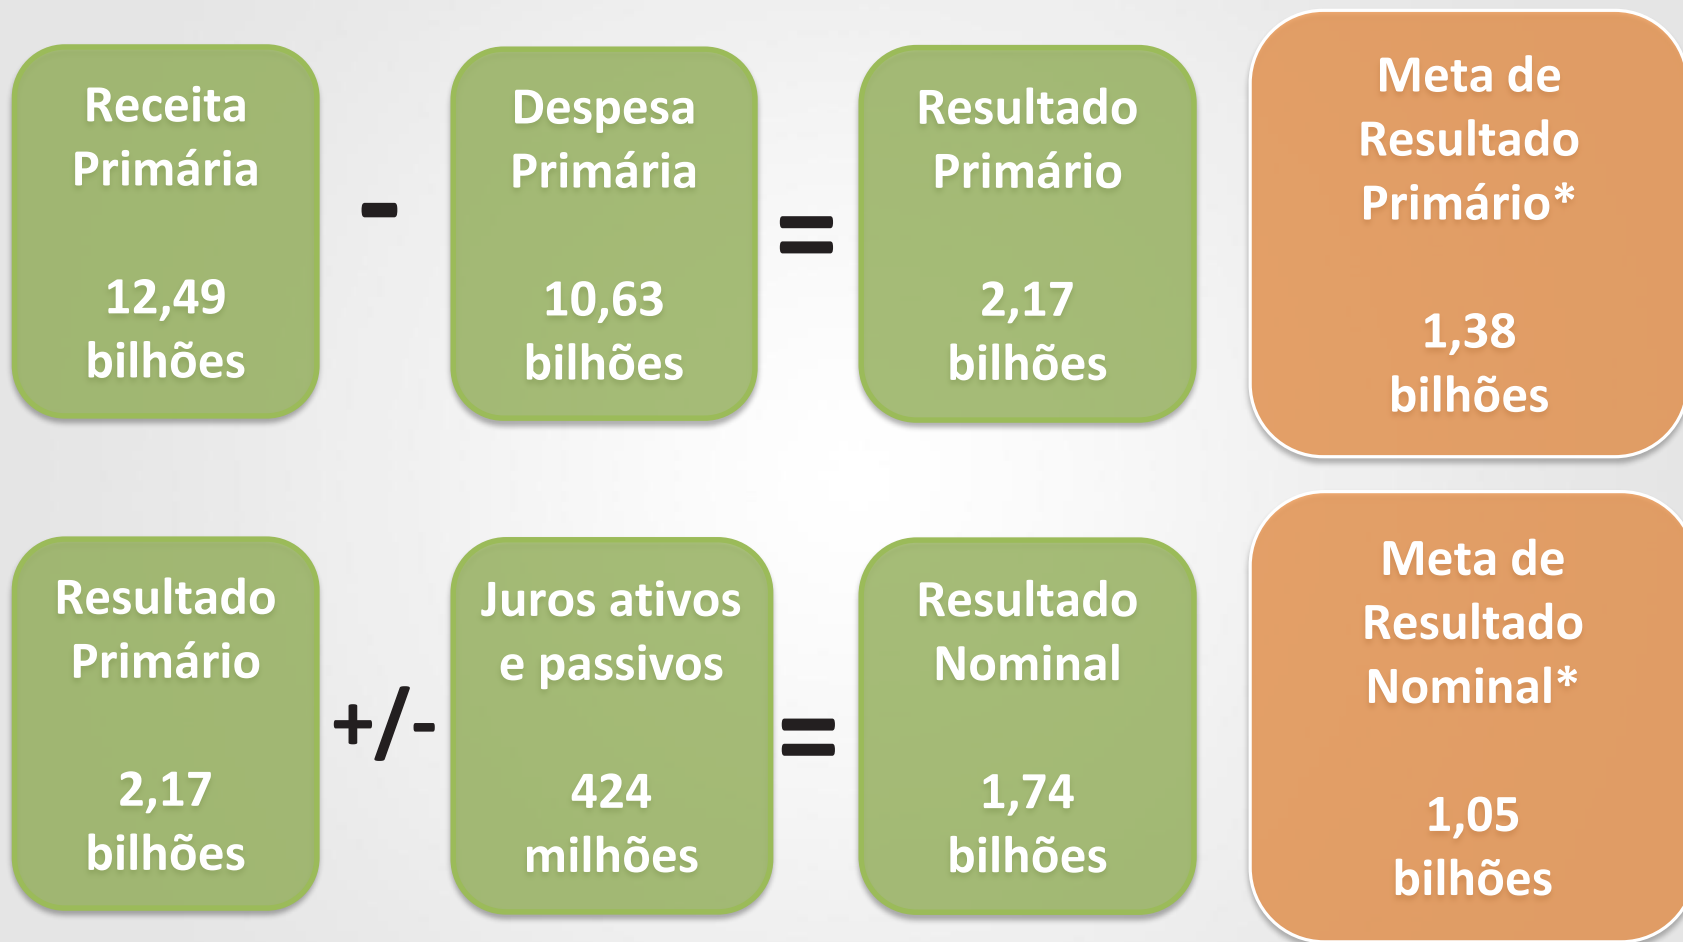 Receita
Primária
12,49
bilhões
-
Despesa
Primária
10,63
bilhões
=
Resultado
Primário
2,17
bilhões
Meta de
Resultado
Primário*
1,38
bilhões
Resultado
Primário
2,17
bilhões
+/-
Juros ativos
e passivos
424
milhões
=
Resultado
Nominal
1,74
bilhões
Meta de
Resultado
Nominal*
1,05
bilhões